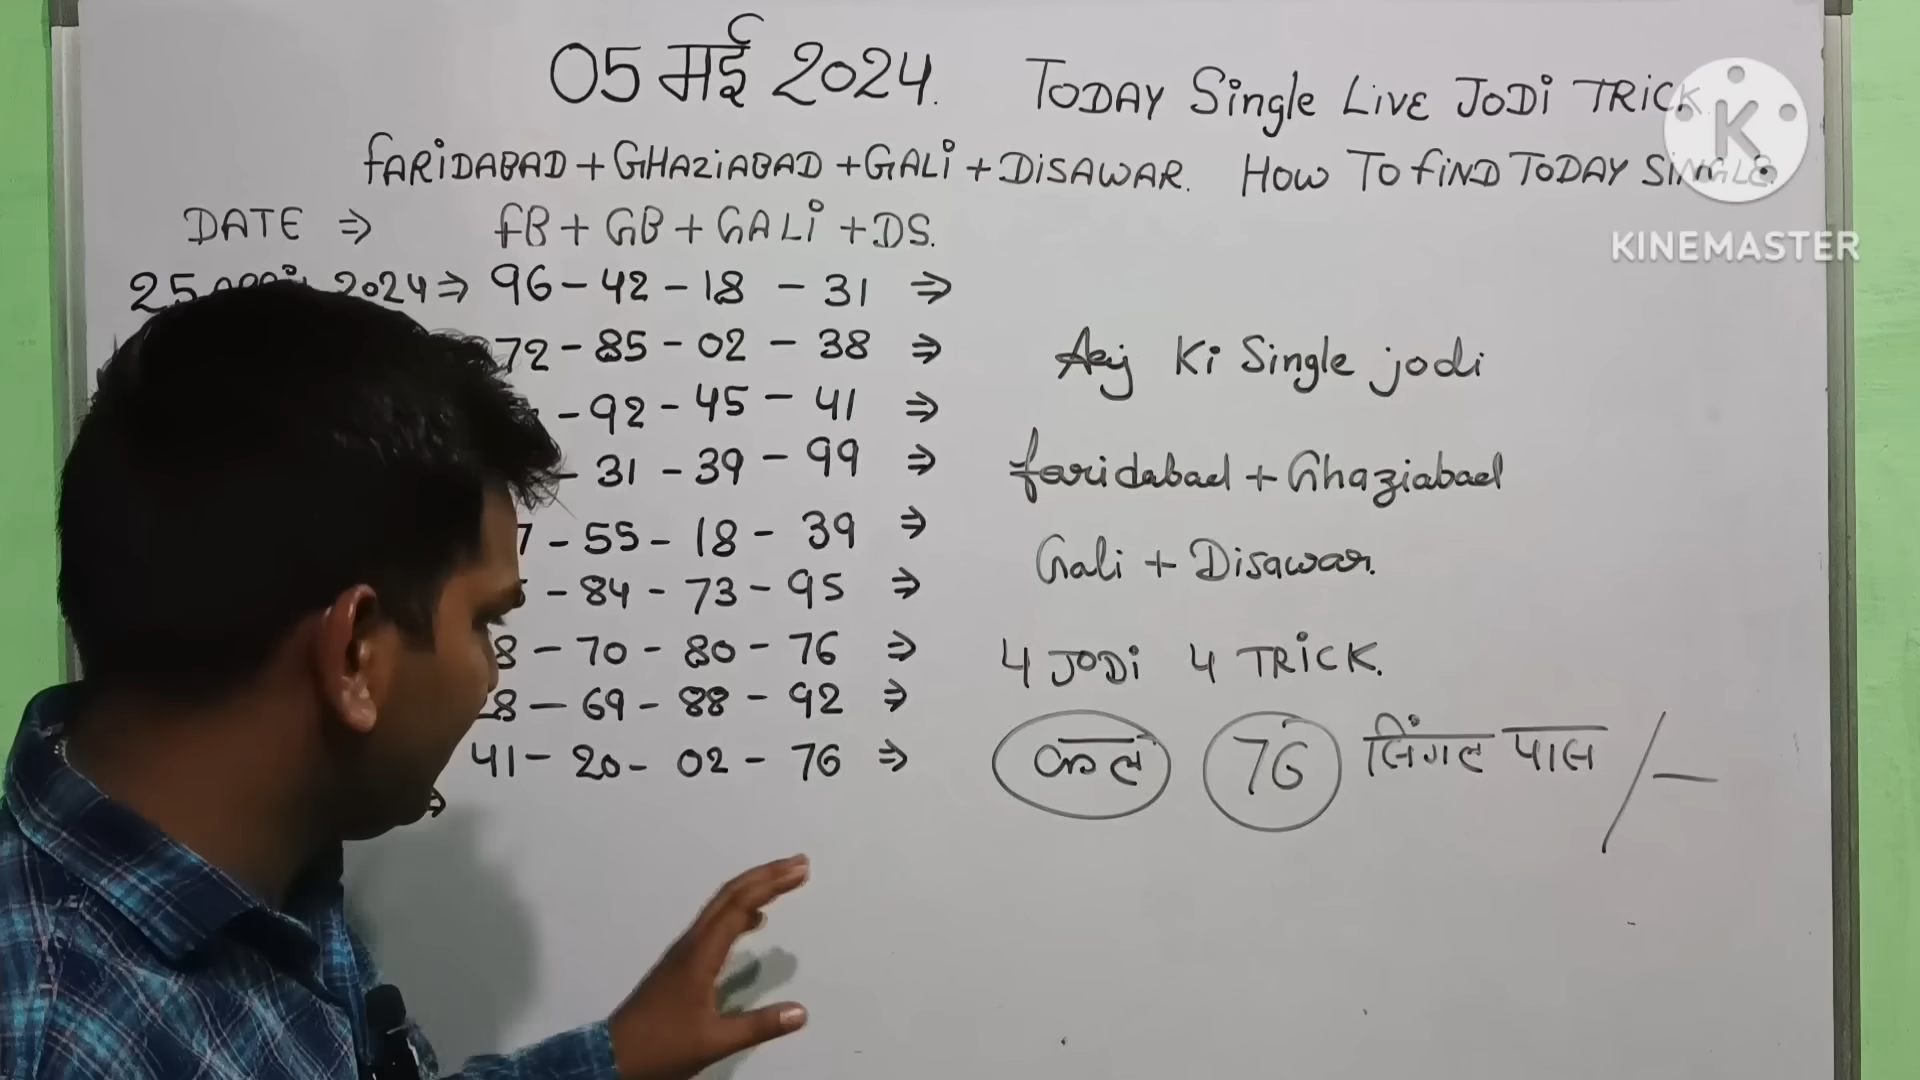 05 मई 2024. TODAY Single LIVE JODi TRICK
FARIDABAD + GHAZIABAD + GALi + DISAWAR. HOW TO FIND TODAY SINGLE
KINEMASTER
DATE ⇒ FB + GB + GALi + DS.
25 2024 ⇒ 96 - 42 - 18 - 31 ⇒
72 - 85 - 02 - 38 ⇒
- 92 - 45 - 41 ⇒
- 31 - 39 - 99 ⇒
7 - 55 - 18 - 39 ⇒
- 84 - 73 - 95 ⇒
8 - 70 - 80 - 76 ⇒
8 - 69 - 88 - 92 ⇒
41 - 20 - 02 - 76 ⇒
Aaj Ki Single jodi
faridabad + Ghaziabad
Gali + Disawar.
4 JODi 4 TRiCK.
कल 76 सिंगल पास /-